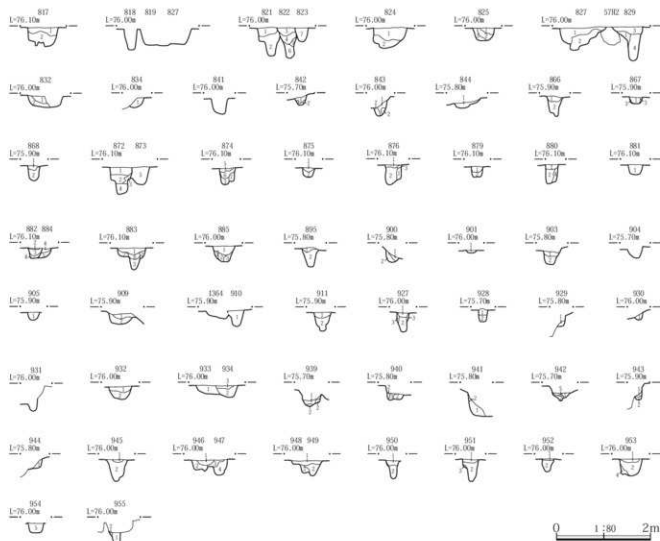 817 818 819 827 821 822 823 824 825 827 57H2 829
L=76.10m L=76.00m L=76.00m L=76.00m L=75.80m L=76.00m
832 834 841 842 843 844 866 867
L=76.00m L=76.00m L=76.00m L=75.70m L=76.00m L=75.80m L=75.90m L=75.90m
868 872 873 874 875 876 879 880 881
L=75.90m L=76.10m L=76.10m L=76.10m L=76.10m L=76.10m L=76.10m L=76.10m
882 884 883 885 895 900 901 903 904
L=76.10m L=76.10m L=76.00m L=75.80m L=75.80m L=76.00m L=75.80m L=75.70m
905 909 1364 910 911 927 928 929 930
L=75.90m L=75.90m L=75.90m L=75.90m L=76.00m L=75.70m L=75.80m L=76.00m
931 932 933 934 939 940 941 942 943
L=76.00m L=76.00m L=76.00m L=75.70m L=75.80m L=75.80m L=75.70m L=75.90m
944 945 946 947 948 949 950 951 952 953
L=75.80m L=76.00m L=76.00m L=76.00m L=76.00m L=76.00m L=76.00m L=76.00m
954 955
L=76.00m L=76.00m
0 1:80 2m